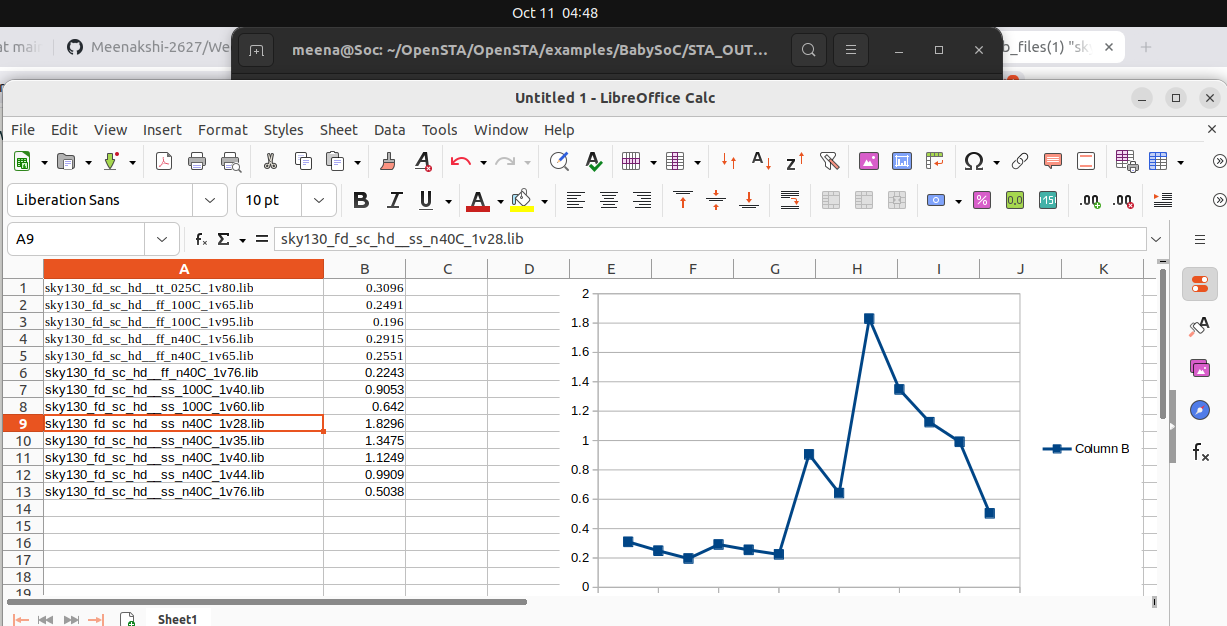 Oct 11 04:48
at main
Meenakshi-2627/We
meena@Soc: ~/OpenSTA/OpenSTA/examples/BabySoC/STA_OUT...
b_files(1) "sk
Untitled 1 - LibreOffice Calc
File Edit View Insert Format Styles Sheet Data Tools Window Help
Liberation Sans 10 pt B I U A
A9 fx Σ = sky130_fd_sc_hd__ss_n40C_1v28.lib
A B C D E F G H I J K
1 sky130_fd_sc_hd__tt_025C_1v80.lib 0.3096
2 sky130_fd_sc_hd__ff_100C_1v65.lib 0.2491
3 sky130_fd_sc_hd__ff_100C_1v95.lib 0.196
4 sky130_fd_sc_hd__ff_n40C_1v56.lib 0.2915
5 sky130_fd_sc_hd__ff_n40C_1v65.lib 0.2551
6 sky130_fd_sc_hd__ff_n40C_1v76.lib 0.2243
7 sky130_fd_sc_hd__ss_100C_1v40.lib 0.9053
8 sky130_fd_sc_hd__ss_100C_1v60.lib 0.642
9 sky130_fd_sc_hd__ss_n40C_1v28.lib 1.8296
10 sky130_fd_sc_hd__ss_n40C_1v35.lib 1.3475
11 sky130_fd_sc_hd__ss_n40C_1v40.lib 1.1249
12 sky130_fd_sc_hd__ss_n40C_1v44.lib 0.9909
13 sky130_fd_sc_hd__ss_n40C_1v76.lib 0.5038
14
15
16
17
18
19
2
1.8
1.6
1.4
1.2
1
0.8
0.6
0.4
0.2
0
Column B
Sheet1